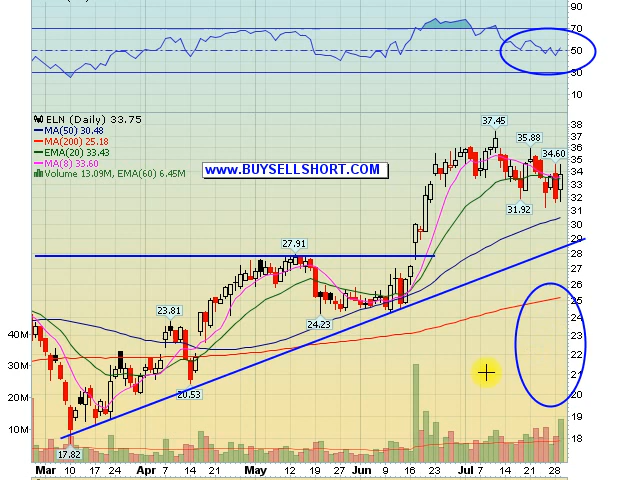 90
70
50
30
10
ELN (Daily) 33.75
MA(50) 30.48
MA(200) 25.18
EMA(20) 33.43
MA(8) 33.60
Volume 13.09M, EMA(60) 6.45M
www.BUYSELLSHORT.com
37.45
35.88
34.60
31.92
27.91
24.23
23.81
20.53
17.82
38
37
36
35
34
33
32
31
30
28
27
26
25
24
23
22
21
20
19
18
40M
30M
20M
10M
Mar 10 17 24 Apr 7 14 21 May 12 19 27 Jun 9 16 23 Jul 7 14 21 28